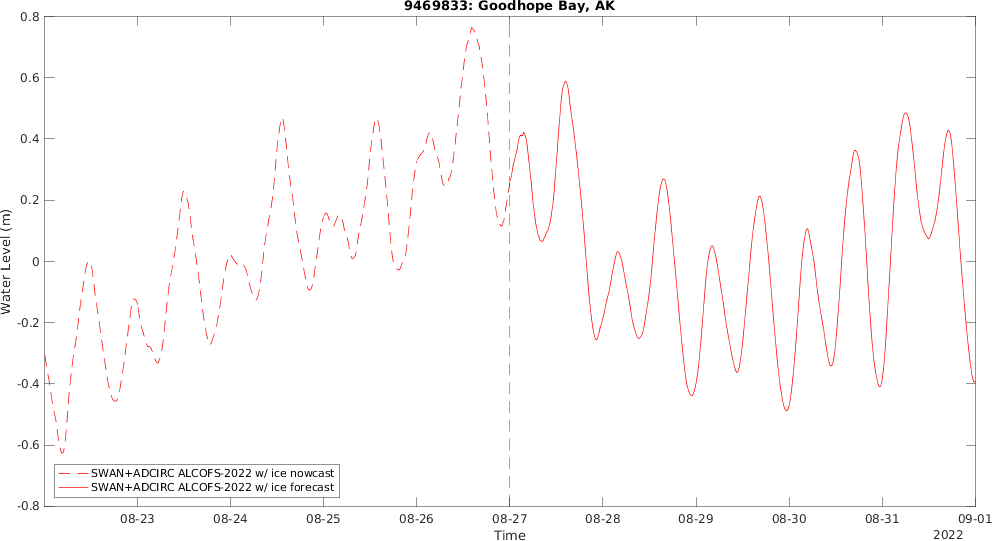 9469833: Goodhope Bay, AK
Water Level (m)
0.8
0.6
0.4
0.2
0
-0.2
-0.4
-0.6
-0.8
SWAN+ADCIRC ALCOFS-2022 w/ ice nowcast
SWAN+ADCIRC ALCOFS-2022 w/ ice forecast
08-23 08-24 08-25 08-26 08-27 08-28 08-29 08-30 08-31 09-01
Time
2022